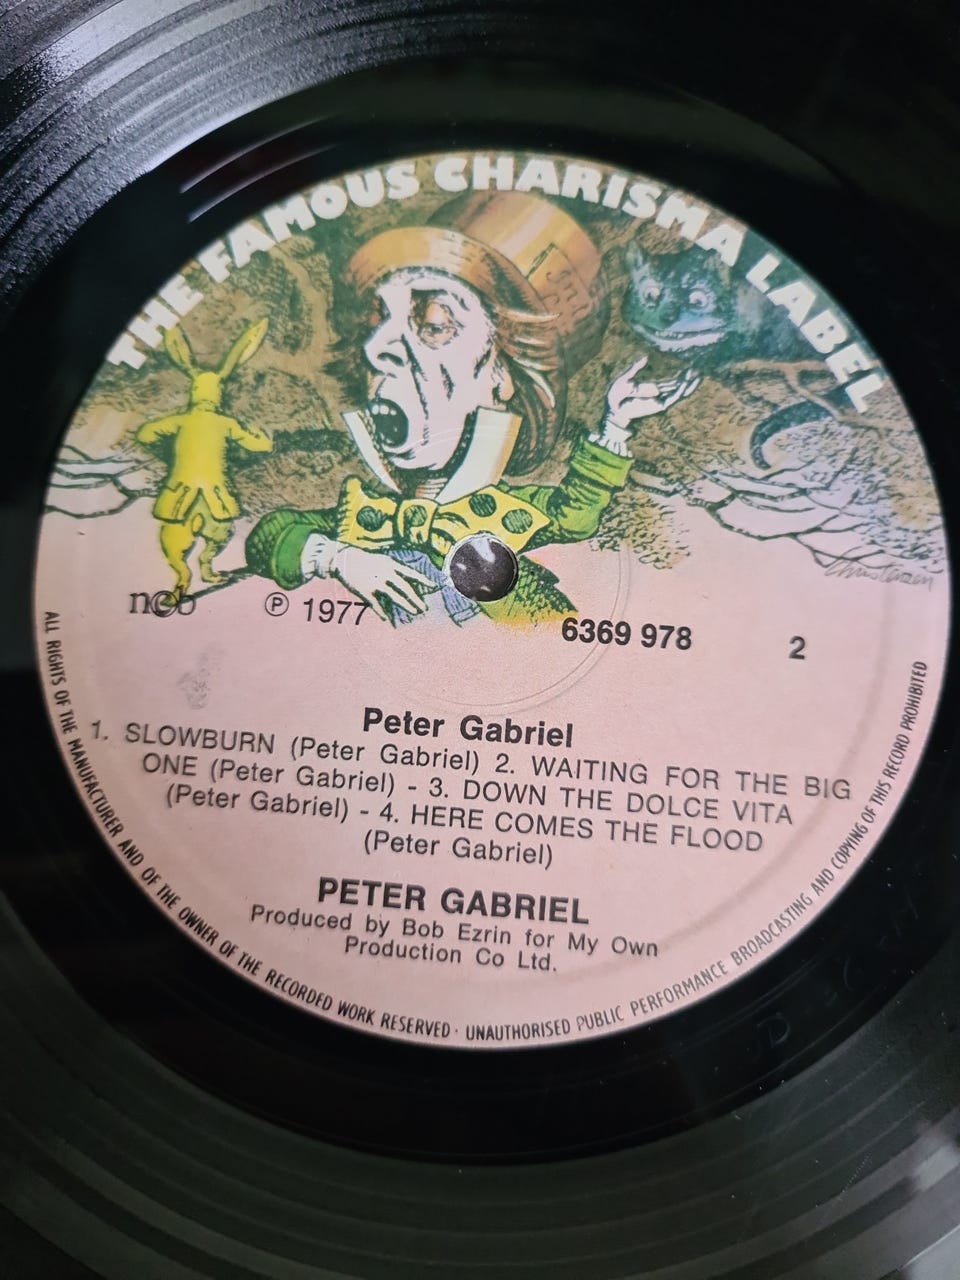 THE FAMOUS CHARISMA LABEL
Christensen
ncb ℗ 1977
6369 978 2
Peter Gabriel
1. SLOWBURN (Peter Gabriel) 2. WAITING FOR THE BIG
ONE (Peter Gabriel) - 3. DOWN THE DOLCE VITA
(Peter Gabriel) - 4. HERE COMES THE FLOOD
(Peter Gabriel)
PETER GABRIEL
Produced by Bob Ezrin for My Own
Production Co Ltd.
ALL RIGHTS OF THE MANUFACTURER AND OF THE OWNER OF THE RECORDED WORK RESERVED · UNAUTHORISED PUBLIC PERFORMANCE BROADCASTING AND COPYING OF THIS RECORD PROHIBITED